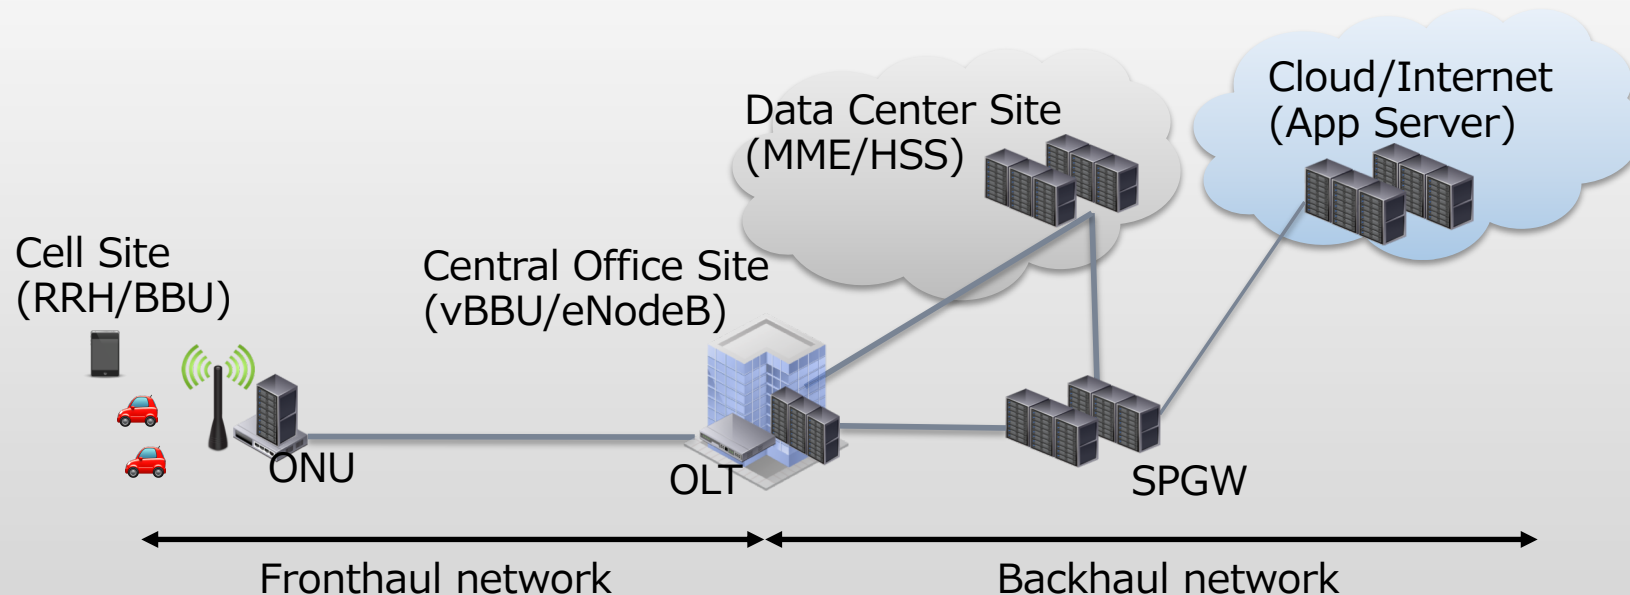 Cloud/Internet
(App Server)
Data Center Site
(MME/HSS)
Cell Site
(RRH/BBU)
Central Office Site
(vBBU/eNodeB)
ONU
OLT
SPGW
Fronthaul network
Backhaul network